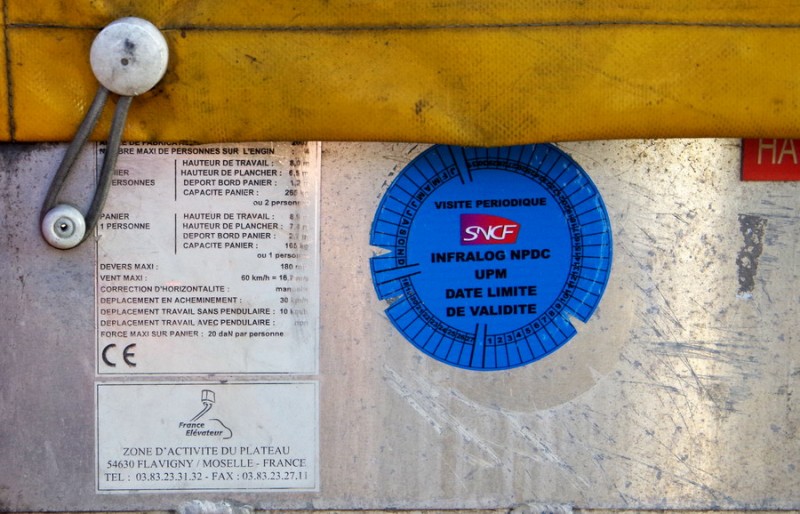 MAXI DE PERSONNES SUR L'ENGIN
HAUTEUR DE TRAVAIL :
HAUTEUR DE PLANCHER :
PERSONNES
DEPORT BORD PANIER :
CAPACITE PANIER :
ou 2
PANIER
1 PERSONNE
HAUTEUR DE TRAVAIL :
HAUTEUR DE PLANCHER :
DEPORT BORD PANIER :
CAPACITE PANIER :
ou 1
DEVERS MAXI : 180
VENT MAXI : 60 km/h =
CORRECTION D'HORIZONTALITE :
DEPLACEMENT EN ACHEMINEMENT : 30
DEPLACEMENT TRAVAIL SANS PENDULAIRE : 10
DEPLACEMENT TRAVAIL AVEC PENDULAIRE :
FORCE MAXI SUR PANIER : 20 daN par personne
CE
France
Elévateur
ZONE D'ACTIVITE DU PLATEAU
54630 FLAVIGNY / MOSELLE - FRANCE
TEL : 03.83.23.31.32 - FAX : 03.83.23.27.11
J F M A M J J A S O N D
VISITE PERIODIQUE
SNCF
INFRALOG NPDC
UPM
DATE LIMITE
DE VALIDITE
HA